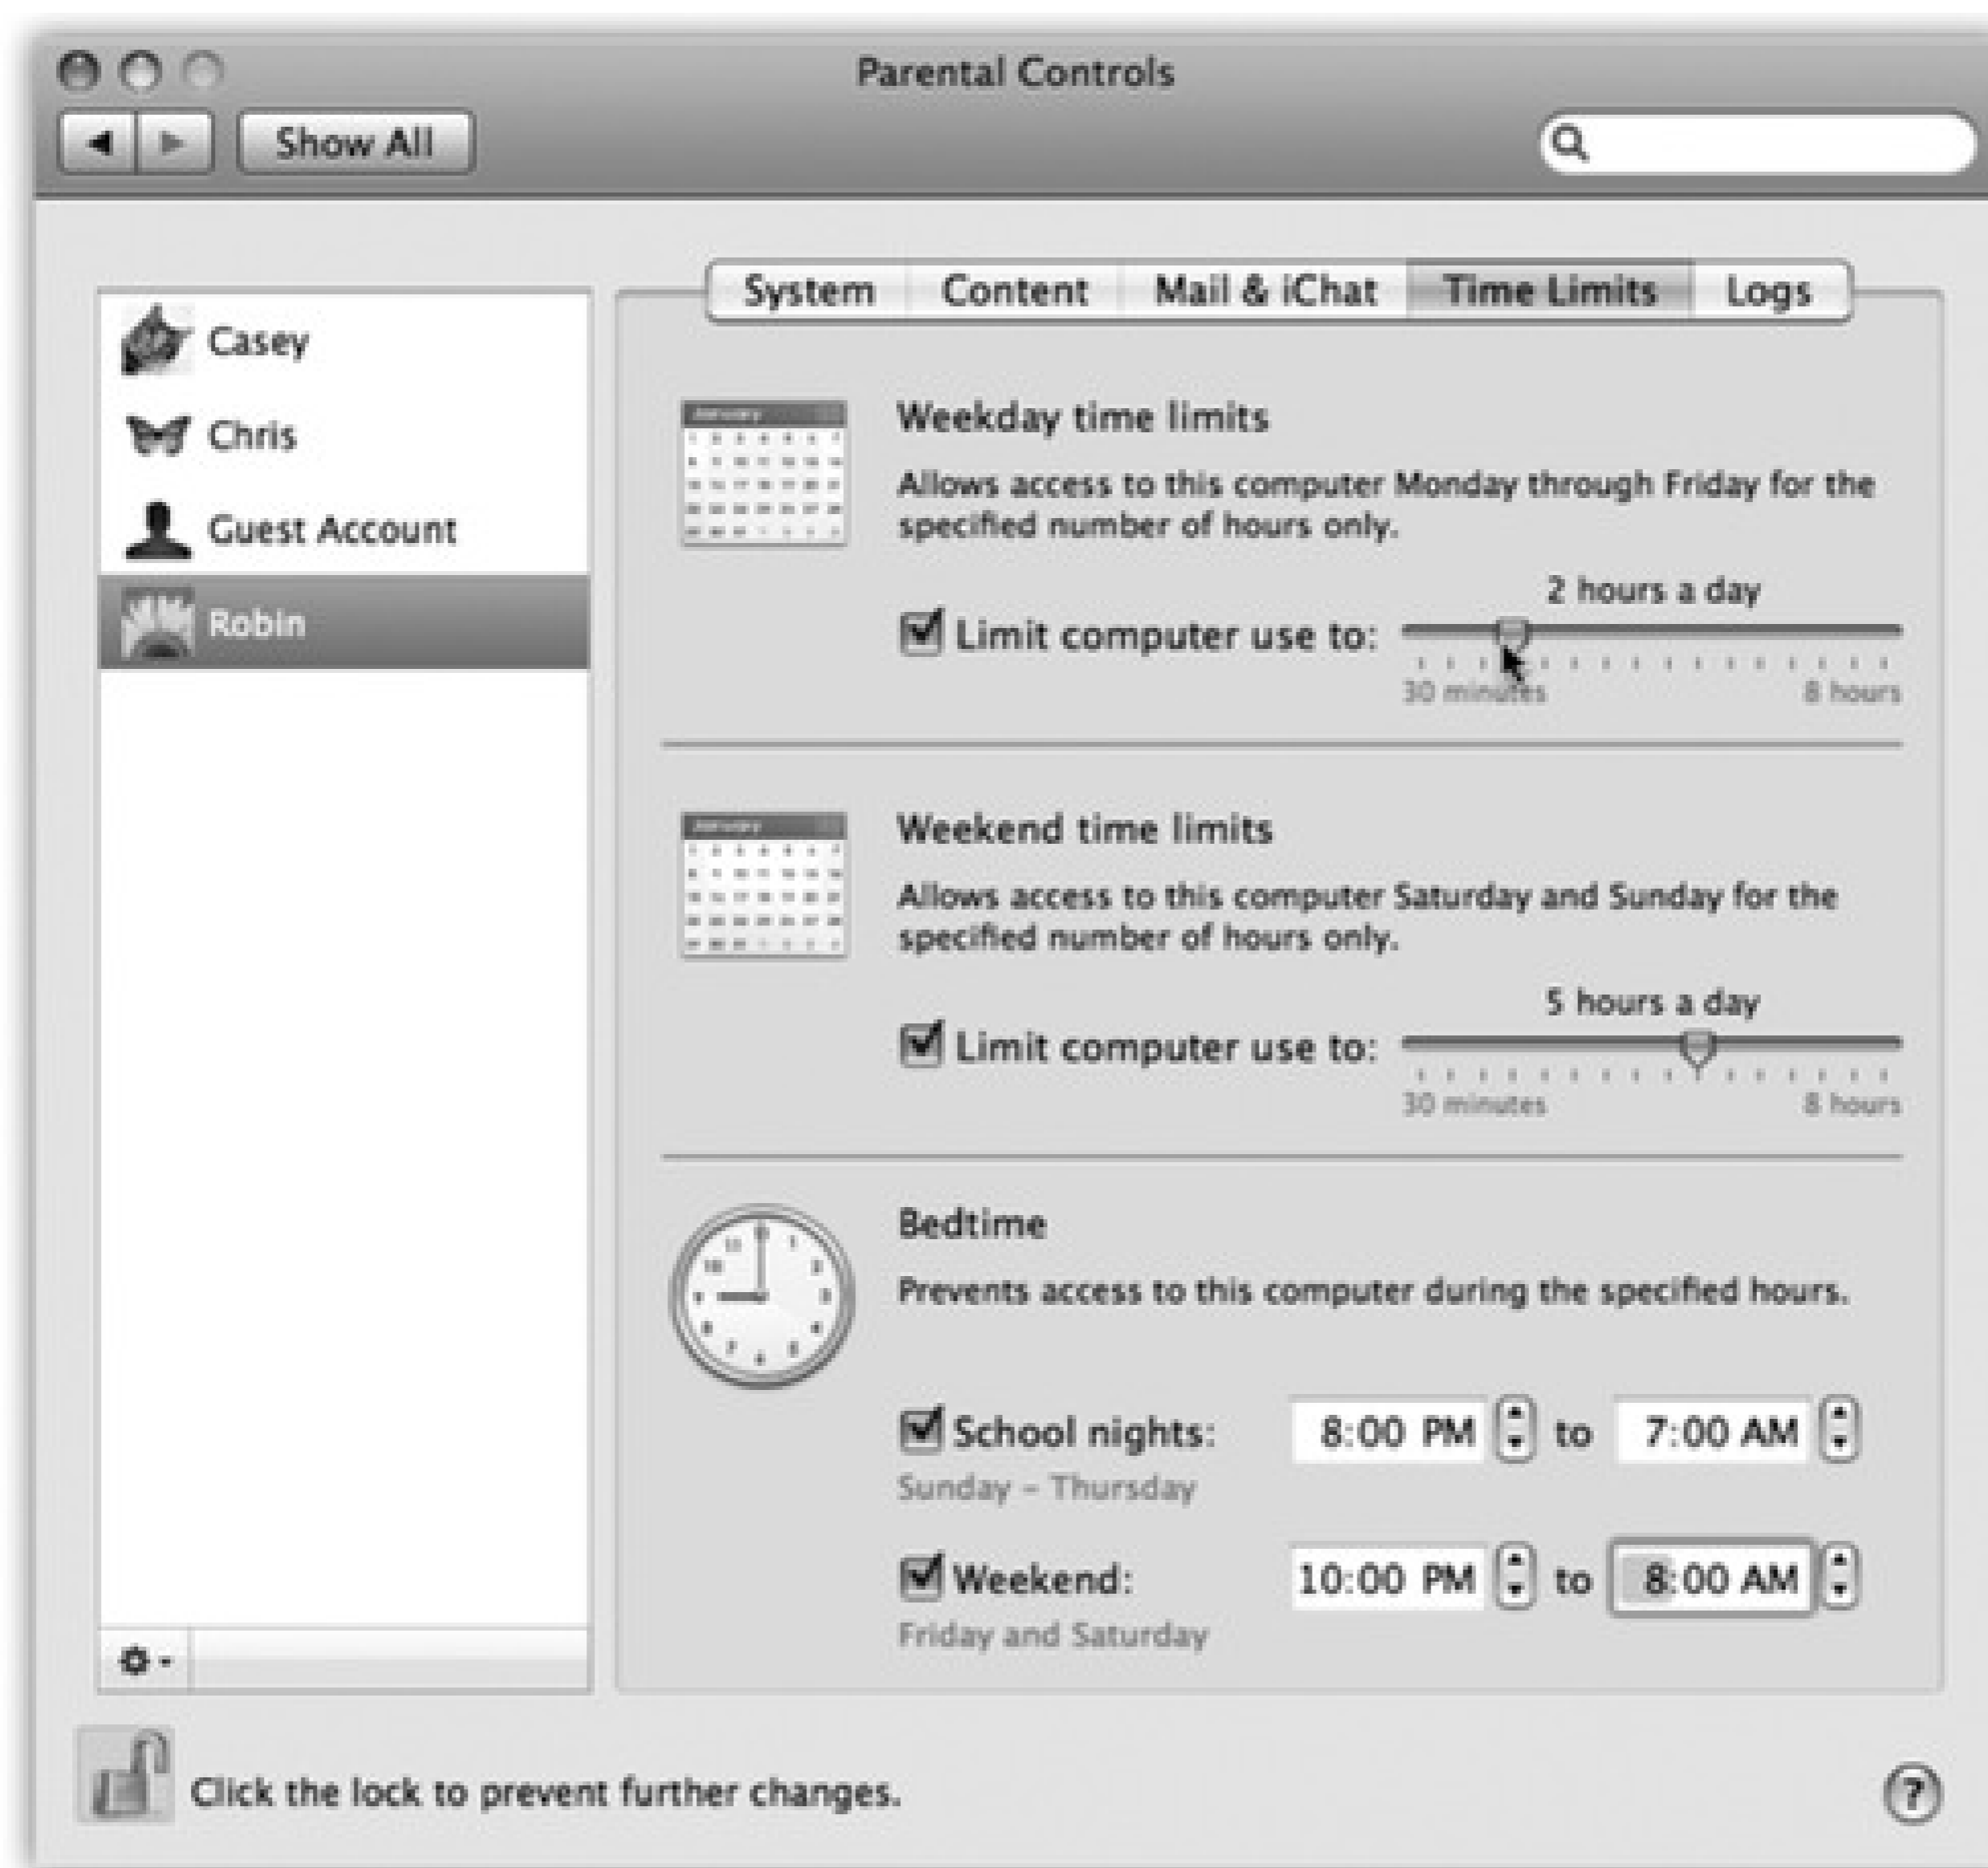 Parental Controls
Show All
System Content Mail & iChat Time Limits Logs
Casey
Chris
Guest Account
Robin
Weekday time limits
Allows access to this computer Monday through Friday for the
specified number of hours only.
2 hours a day
Limit computer use to:
30 minutes 8 hours
Weekend time limits
Allows access to this computer Saturday and Sunday for the
specified number of hours only.
5 hours a day
Limit computer use to:
30 minutes 8 hours
Bedtime
Prevents access to this computer during the specified hours.
School nights: 8:00 PM to 7:00 AM
Sunday – Thursday
Weekend: 10:00 PM to 8:00 AM
Friday and Saturday
Click the lock to prevent further changes.
?